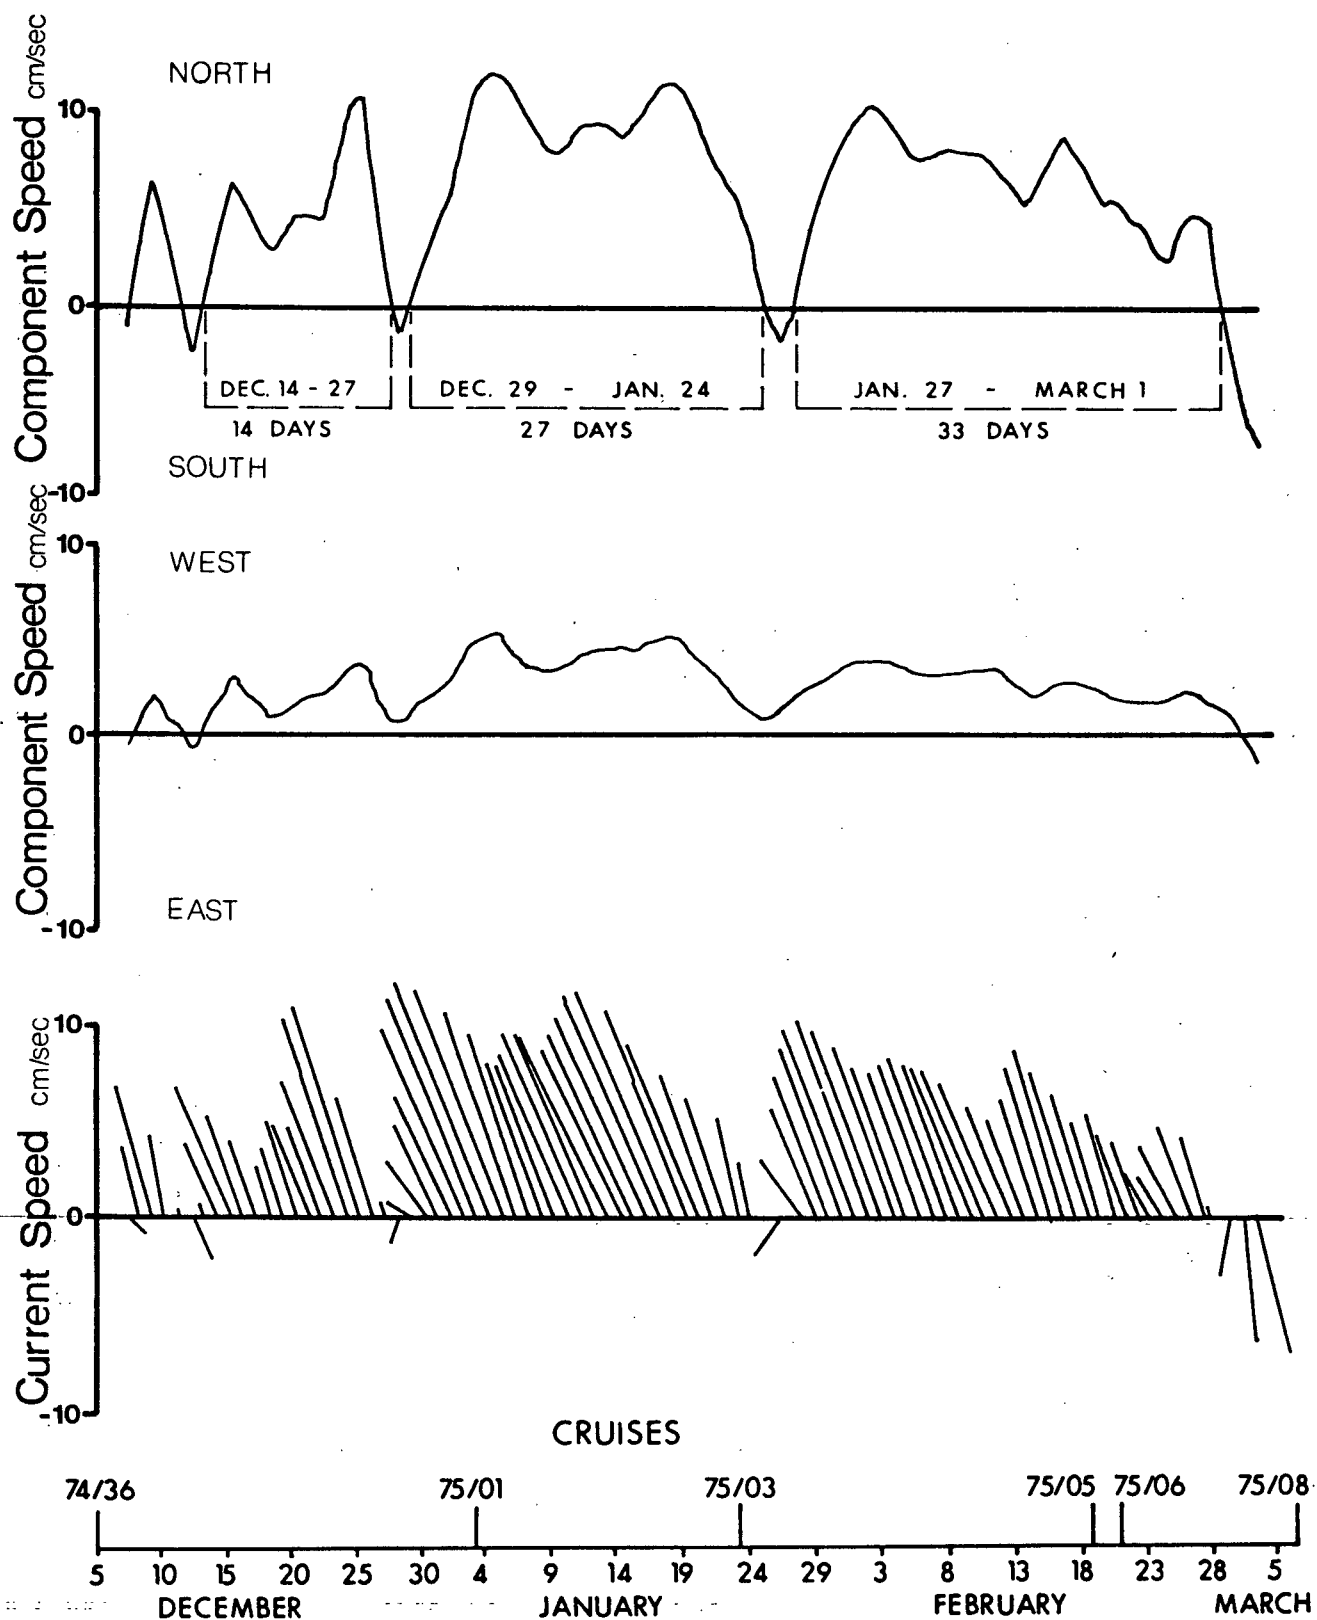 Component Speed cm/sec
NORTH
10
0
DEC. 14 - 27
DEC. 29 - JAN. 24
JAN. 27 - MARCH 1
14 DAYS
27 DAYS
33 DAYS
SOUTH
-10
Component Speed cm/sec
10
WEST
0
EAST
-10
Current Speed cm/sec
10
0
-10
CRUISES
74/36 75/01 75/03 75/05 75/06 75/08
5 10 15 20 25 30 4 9 14 19 24 29 3 8 13 18 23 28 5
DECEMBER JANUARY FEBRUARY MARCH